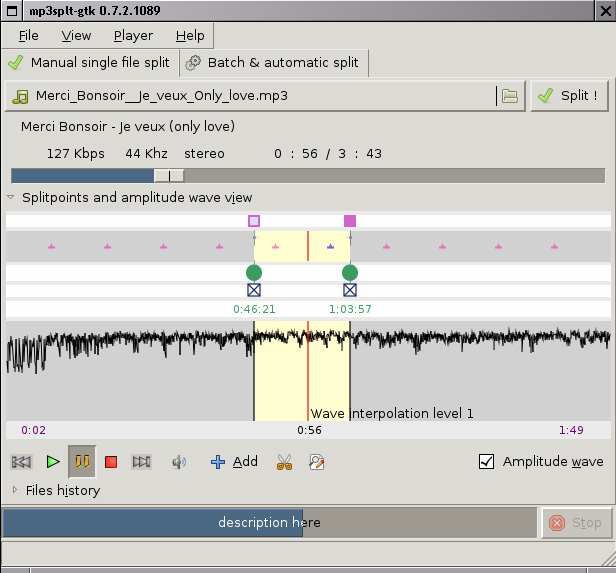 mp3splt-gtk 0.7.2.1089
File View Player Help
Manual single file split Batch & automatic split
Merci_Bonsoir__Je_veux_Only_love.mp3 Split !
Merci Bonsoir - Je veux (only love)
127 Kbps 44 Khz stereo 0 : 56 / 3 : 43
Splitpoints and amplitude wave view
0:46:21 1:03:57
Wave interpolation level 1
0:02 0:56 1:49
Add Amplitude wave
Files history
description here Stop